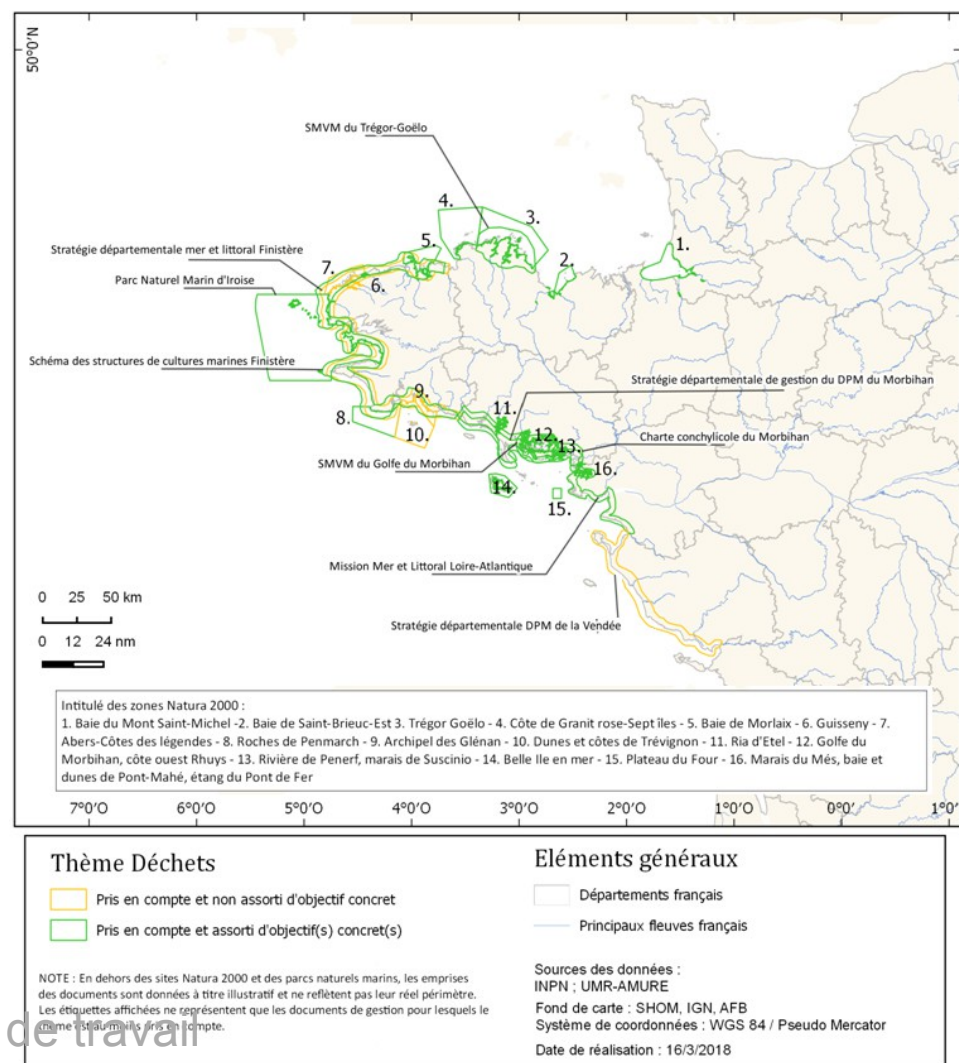 50°0'N
SMVM du Trégor-Goëlo
4.
3.
5.
1.
2.
Stratégie départementale mer et littoral Finistère
7.
6.
Parc Naturel Marin d'Iroise
Schéma des structures de cultures marines Finistère
Stratégie départementale de gestion du DPM du Morbihan
9.
8.
10.
11.
12.
13.
Charte conchylicole du Morbihan
SMVM du Golfe du Morbihan
16.
14.
15.
Mission Mer et Littoral Loire-Atlantique
Stratégie départementale DPM de la Vendée
0 25 50 km
0 12 24 nm
Intitulé des zones Natura 2000 :
1. Baie du Mont Saint-Michel -2. Baie de Saint-Brieuc-Est 3. Trégor Goëlo - 4. Côte de Granit rose-Sept îles - 5. Baie de Morlaix - 6. Guisseny - 7.
Abers-Côtes des légendes - 8. Roches de Penmarch - 9. Archipel des Glénan - 10. Dunes et côtes de Trévignon - 11. Ria d'Etel - 12. Golfe du
Morbihan, côte ouest Rhuys - 13. Rivière de Penerf, marais de Suscinio - 14. Belle Ile en mer - 15. Plateau du Four - 16. Marais du Més, baie et
dunes de Pont-Mahé, étang du Pont de Fer
7°0'O 6°0'O 5°0'O 4°0'O 3°0'O 2°0'O 1°0'O 0°0' 1°0
Thème Déchets
Pris en compte et non assorti d'objectif concret
Pris en compte et assorti d'objectif(s) concret(s)
NOTE : En dehors des sites Natura 2000 et des parcs naturels marins, les emprises
des documents sont données à titre illustratif et ne reflètent pas leur réel périmètre.
Les étiquettes affichées ne représentent que les documents de gestion pour lesquels le
thème est au moins pris en compte.
de travail
Eléments généraux
Départements français
Principaux fleuves français
Sources des données :
INPN ; UMR-AMURE
Fond de carte : SHOM, IGN, AFB
Système de coordonnées : WGS 84 / Pseudo Mercator
Date de réalisation : 16/3/2018